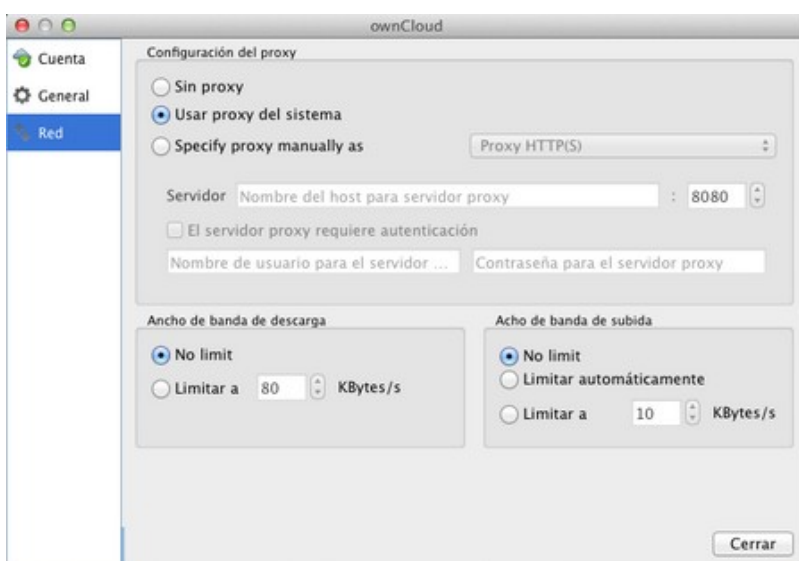 ownCloud
Cuenta
General
Red
Configuración del proxy
Sin proxy
Usar proxy del sistema
Specify proxy manually as
Proxy HTTP(S)
Servidor
Nombre del host para servidor proxy
:
8080
El servidor proxy requiere autenticación
Nombre de usuario para el servidor ...
Contraseña para el servidor proxy
Ancho de banda de descarga
No limit
Limitar a 80 KBytes/s
Acho de banda de subida
No limit
Limitar automáticamente
Limitar a 10 KBytes/s
Cerrar